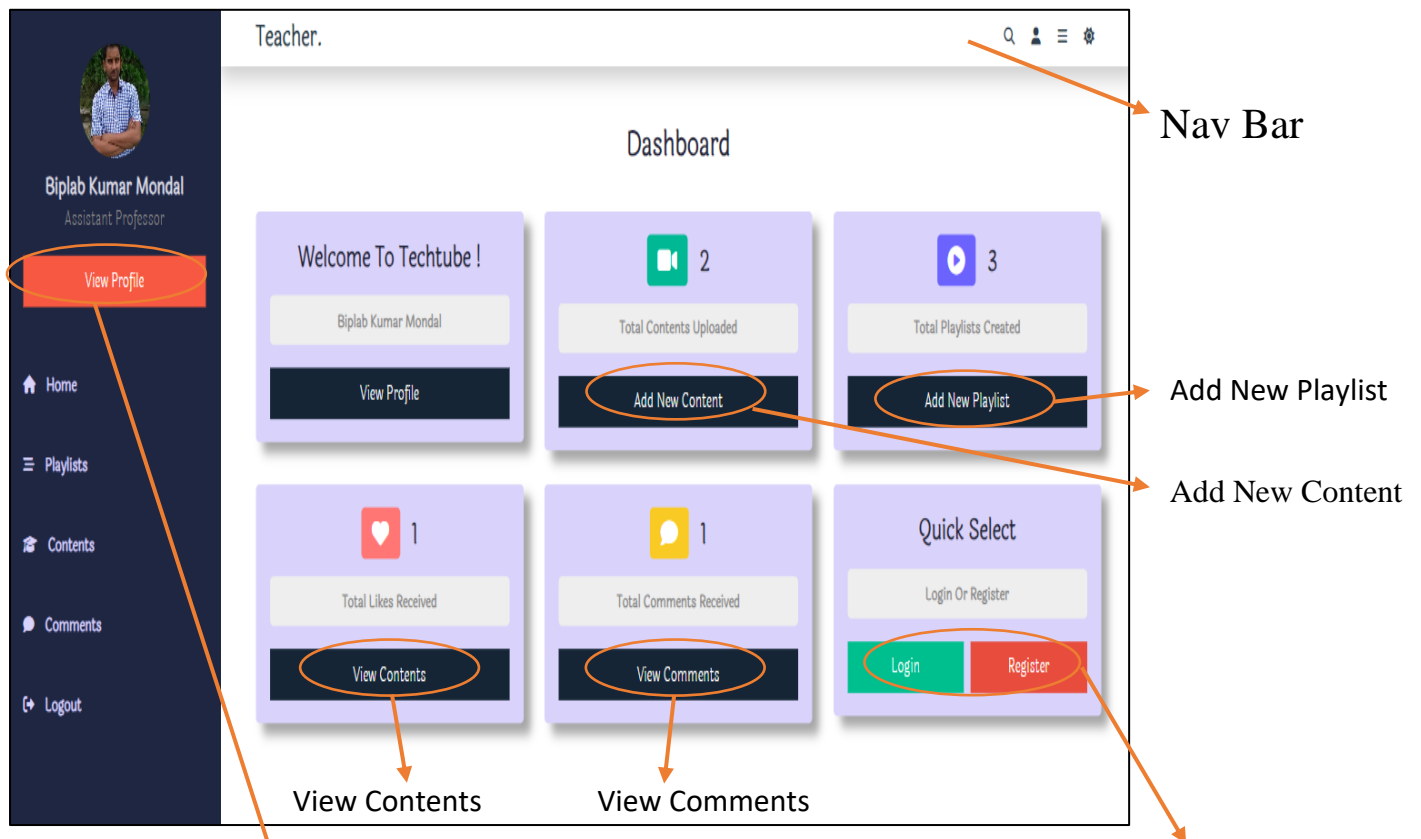 Teacher.
Nav Bar
Dashboard
Biplab Kumar Mondal
Assistant Professor
View Profile
Home
Playlists
Contents
Comments
Logout
Welcome To Techtube !
Biplab Kumar Mondal
View Profile
2
Total Contents Uploaded
Add New Content
3
Total Playlists Created
Add New Playlist
Add New Playlist
Add New Content
1
Total Likes Received
View Contents
1
Total Comments Received
View Comments
Quick Select
Login Or Register
Login
Register
View Contents
View Comments